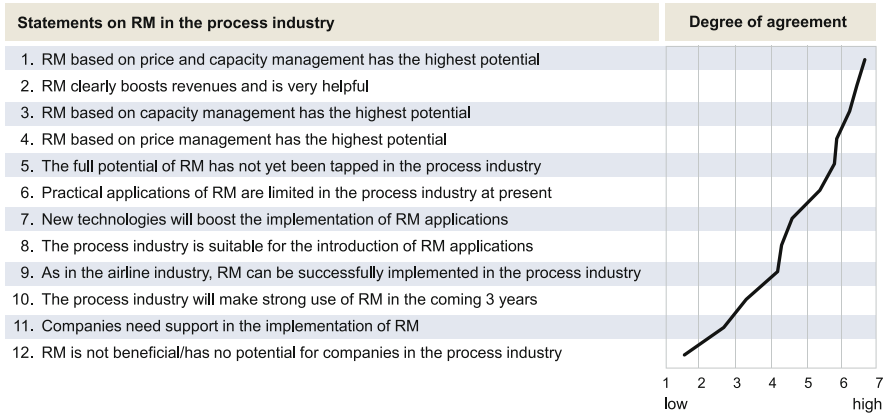 Statements on RM in the process industry
Degree of agreement
1. RM based on price and capacity management has the highest potential
2. RM clearly boosts revenues and is very helpful
3. RM based on capacity management has the highest potential
4. RM based on price management has the highest potential
5. The full potential of RM has not yet been tapped in the process industry
6. Practical applications of RM are limited in the process industry at present
7. New technologies will boost the implementation of RM applications
8. The process industry is suitable for the introduction of RM applications
9. As in the airline industry, RM can be successfully implemented in the process industry
10. The process industry will make strong use of RM in the coming 3 years
11. Companies need support in the implementation of RM
12. RM is not beneficial/has no potential for companies in the process industry
1 2 3 4 5 6 7
low high